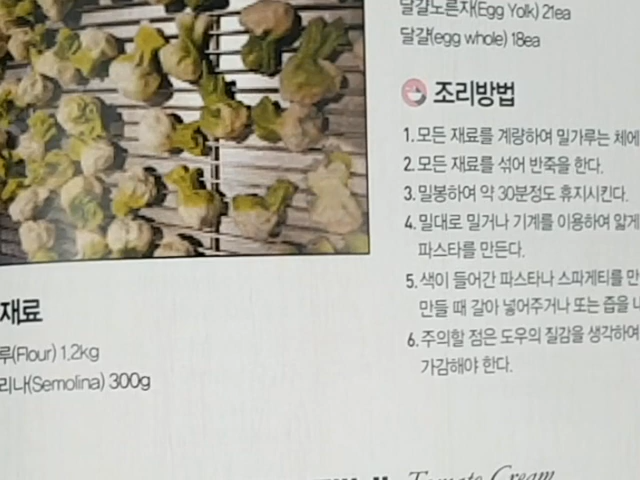 재료
루(Flour) 1.2kg
리나(Semolina) 300g
달걀노른자(Egg Yolk) 21ea
달걀(egg whole) 18ea
조리방법
1. 모든 재료를 계량하여 밀가루는 체에
2. 모든 재료를 섞어 반죽을 한다.
3. 밀봉하여 약 30분정도 휴지시킨다.
4. 밀대로 밀거나 기계를 이용하여 얇게
파스타를 만든다.
5. 색이 들어간 파스타나 스파게티를 만
만들 때 갈아 넣어주거나 또는 즙을 내
6. 주의할 점은 도우의 질감을 생각하여
가감해야 한다.
Tomato Cream